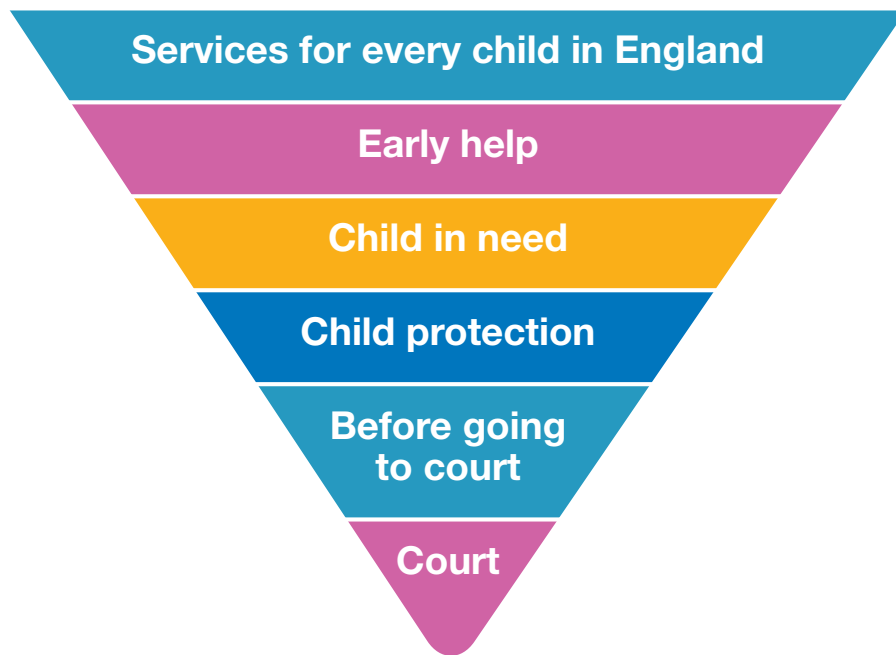 Services for every child in England
Early help
Child in need
Child protection
Before going
to court
Court